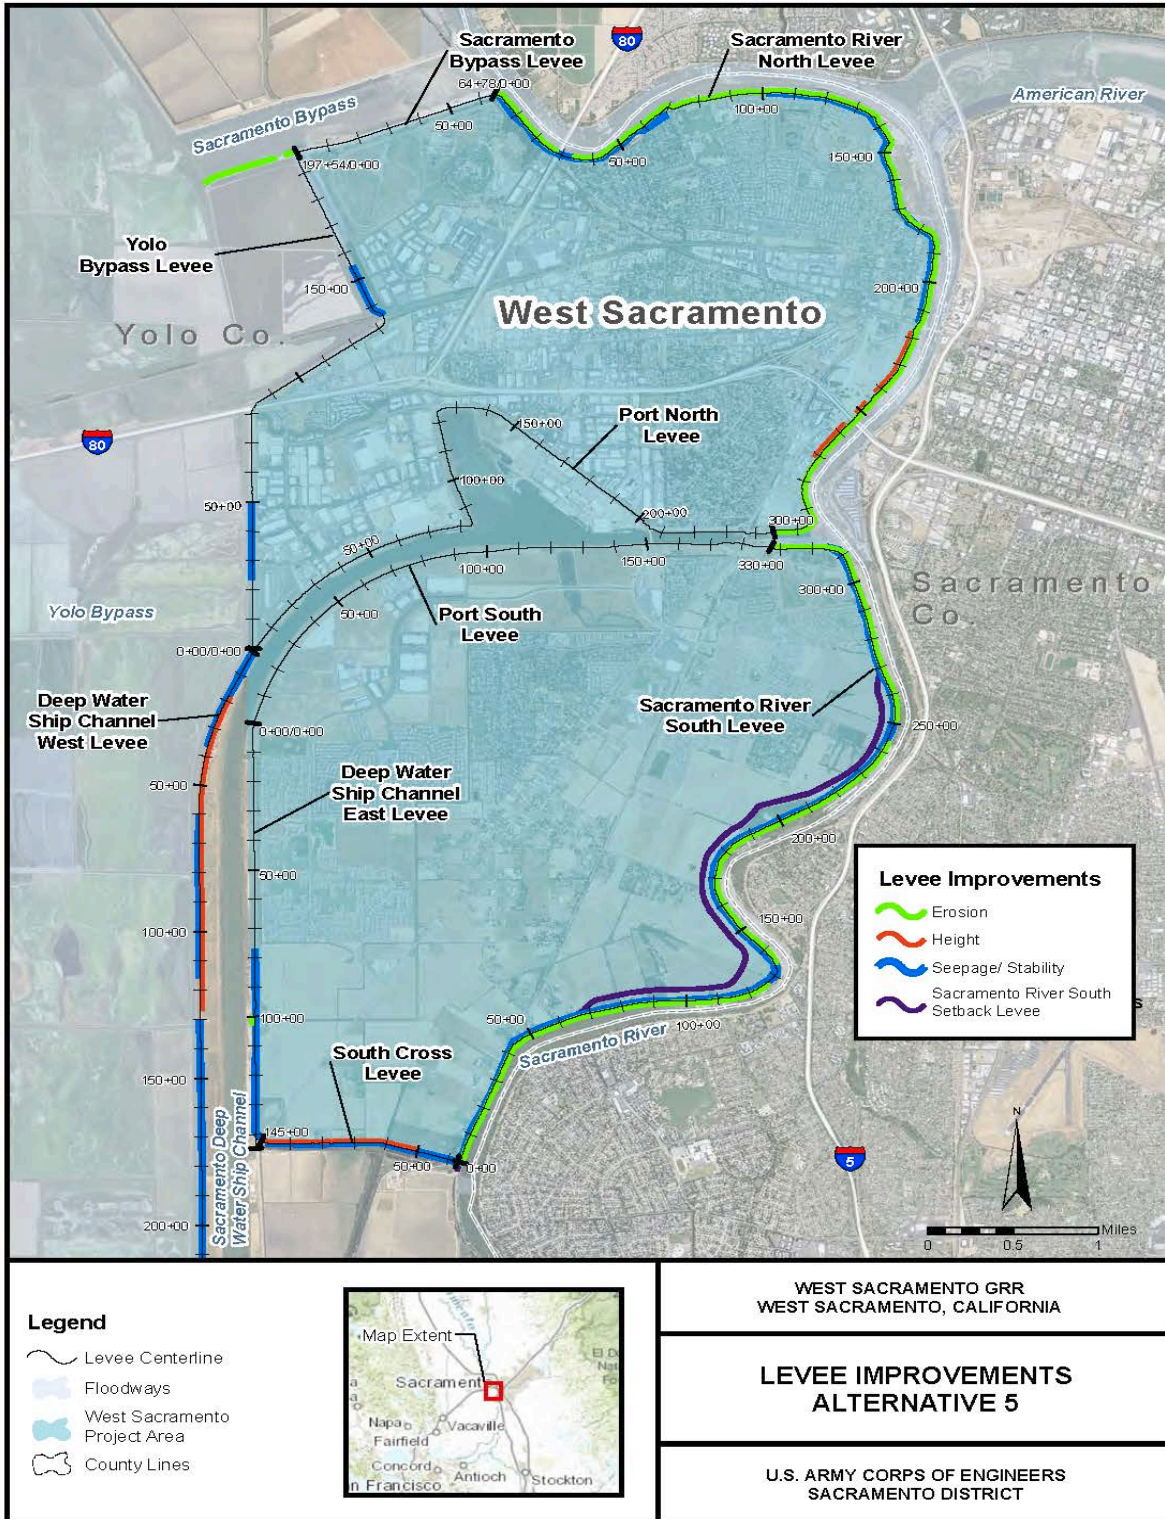 Sacramento
Bypass Levee
80
Sacramento River
North Levee
64+78/0+00
American River
Sacramento Bypass
50+00
100+00
197+54/0+00
50+00
150+00
Yolo
Bypass Levee
150+00
200+00
West Sacramento
Yolo Co.
Port North
Levee
80
150+00
100+00
50+00
200+00
300+00
50+00
100+00
150+00
330+00
300+00
Sacramento
Co.
Yolo Bypass
50+00
Port South
Levee
0+00/0+00
Deep Water
Ship Channel
West Levee
Sacramento River
South Levee
0+00/0+00
250+00
50+00
Deep Water
Ship Channel
East Levee
200+00
50+00
150+00
100+00
Levee Improvements
Erosion
Height
Seepage/ Stability
Sacramento River South
Setback Levee
s
100+00
50+00
100+00
Sacramento River
South Cross
Levee
150+00
145+00
50+00
0+00
Sacramento Deep
Water Ship Channel
200+00
5
N
Miles
0
0.5
1
Legend
Levee Centerline
Floodways
West Sacramento
Project Area
County Lines
Map Extent
Sacrament
El D
Nat
Fo
a
a
Napa
Vacaville
Fairfield
Concord
Antioch
Stockton
n Francisco
WEST SACRAMENTO GRR
WEST SACRAMENTO, CALIFORNIA
LEVEE IMPROVEMENTS
ALTERNATIVE 5
U.S. ARMY CORPS OF ENGINEERS
SACRAMENTO DISTRICT